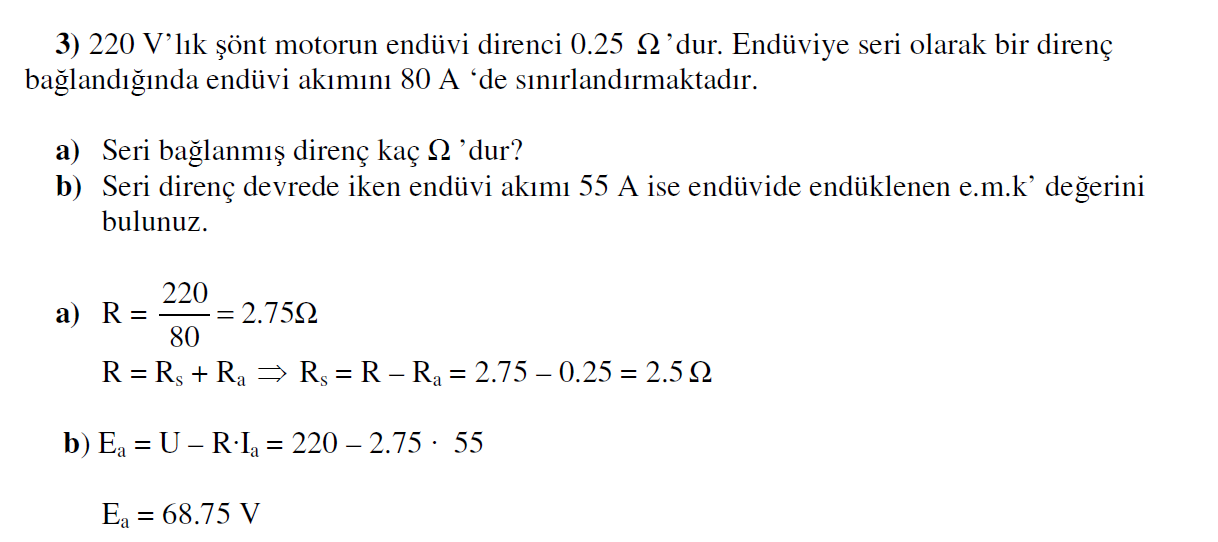 3) 220 V’lık şönt motorun endüvi direnci 0.25 Ω’dur. Endüviye seri olarak bir direnç
bağlandığında endüvi akımını 80 A ‘de sınırlandırmaktadır.
a) Seri bağlanmış direnç kaç Ω ’dur?
b) Seri direnç devrede iken endüvi akımı 55 A ise endüvide endüklenen e.m.k’ değerini
bulunuz.
a) R = 220/80 = 2.75Ω
R = Rs + Ra ⇒ Rs = R – Ra = 2.75 – 0.25 = 2.5 Ω
b) Ea = U – R·Ia = 220 – 2.75 · 55
Ea = 68.75 V